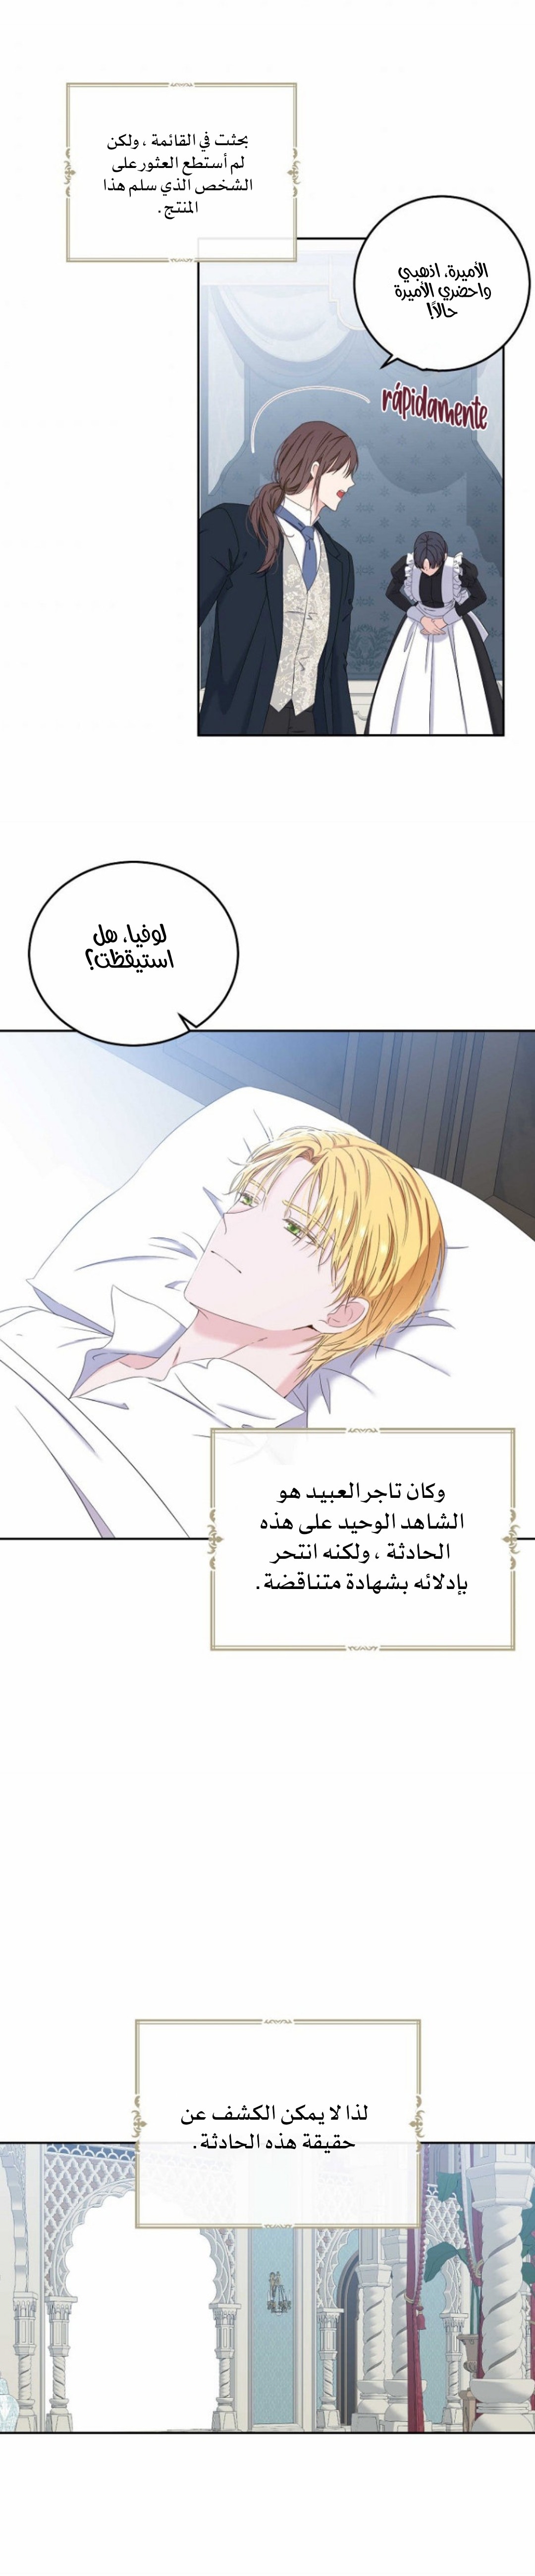 بحثت في القائمة ، ولكن
لم أستطع العثور على
الشخص الذي سلم هذا
المنتج.
الأميرة، اذهبي
واحضري الأميرة
حالًا!
rápidamente
لوفيا، هل
استيقظت؟
وكان تاجر العبيد هو
الشاهد الوحيد على هذه
الحادثة ، ولكنه انتحر
بإدلائه بشهادة متناقضة.
لذا لا يمكن الكشف عن
حقيقة هذه الحادثة.